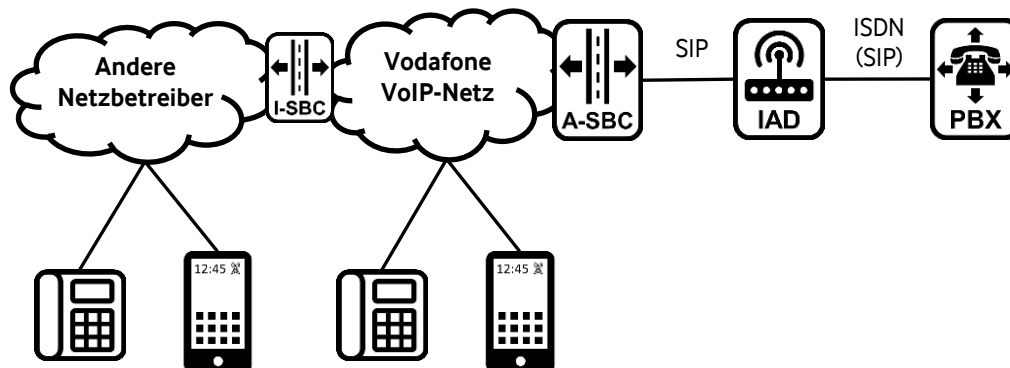 Andere
Netzbetreiber
I-SBC
Vodafone
VoIP-Netz
A-SBC
SIP
IAD
ISDN
(SIP)
PBX
12:45
12:45